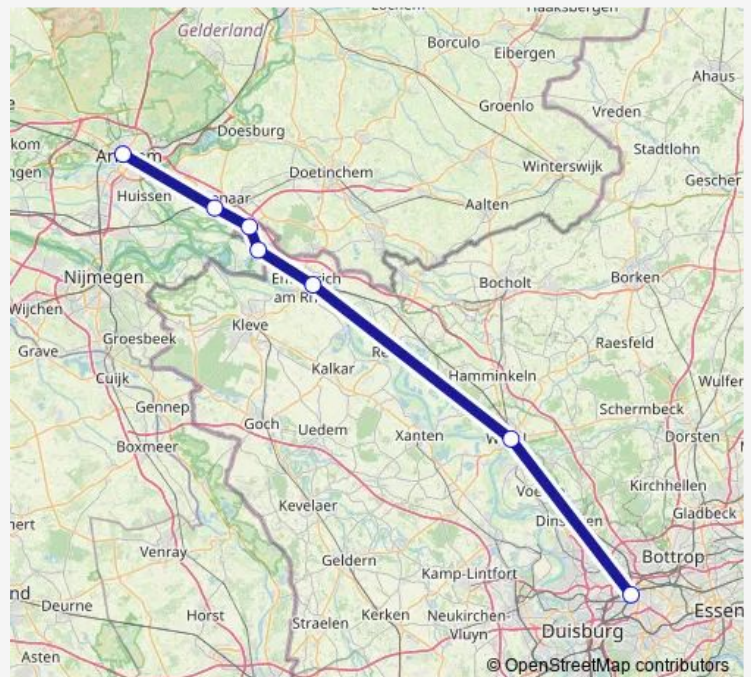 Gelderland
Haaksbergen
Borculo
Eibergen
Ahaus
Groenlo
Vreden
Doesburg
Stadtlohn
Doetinchem
Winterswijk
Gescher
Huissen
Aalten
Nijmegen
Bocholt
Borken
am
Wijchen
Kleve
Groesbeek
Raesfeld
Grave
Kalkar
Hamminkeln
Cuijk
Gennep
Schermbeck
Goch
Uedem
Xanten
Dorsten
Boxmeer
Kirchhellen
Kevelaer
Gladbeck
Venray
Geldern
Bottrop
Kamp-Lintfort
Deurne
Horst
Straelen
Kerken
Neukirchen-
Vluyn
Essen
Duisburg
Asten
© OpenStreetMap contributors